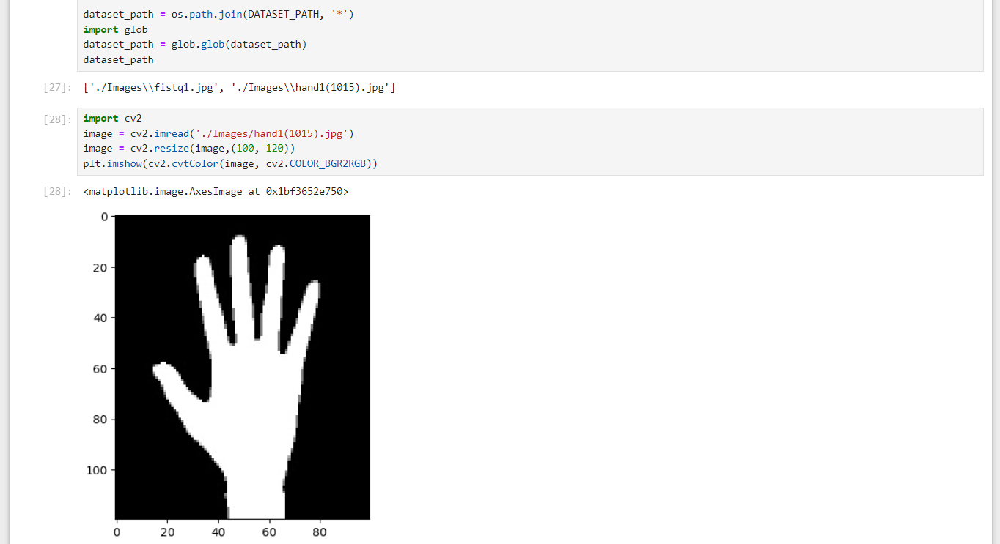 dataset_path = os.path.join(DATASET_PATH, '*')
import glob
dataset_path = glob.glob(dataset_path)
dataset_path
[27]: ['./Images\\fistq1.jpg', './Images\\hand1(1015).jpg']
[28]: import cv2
image = cv2.imread('./Images/hand1(1015).jpg')
image = cv2.resize(image,(100, 120))
plt.imshow(cv2.cvtColor(image, cv2.COLOR_BGR2RGB))
[28]: <matplotlib.image.AxesImage at 0x1bf3652e750>
0
20
40
60
80
100
0 20 40 60 80